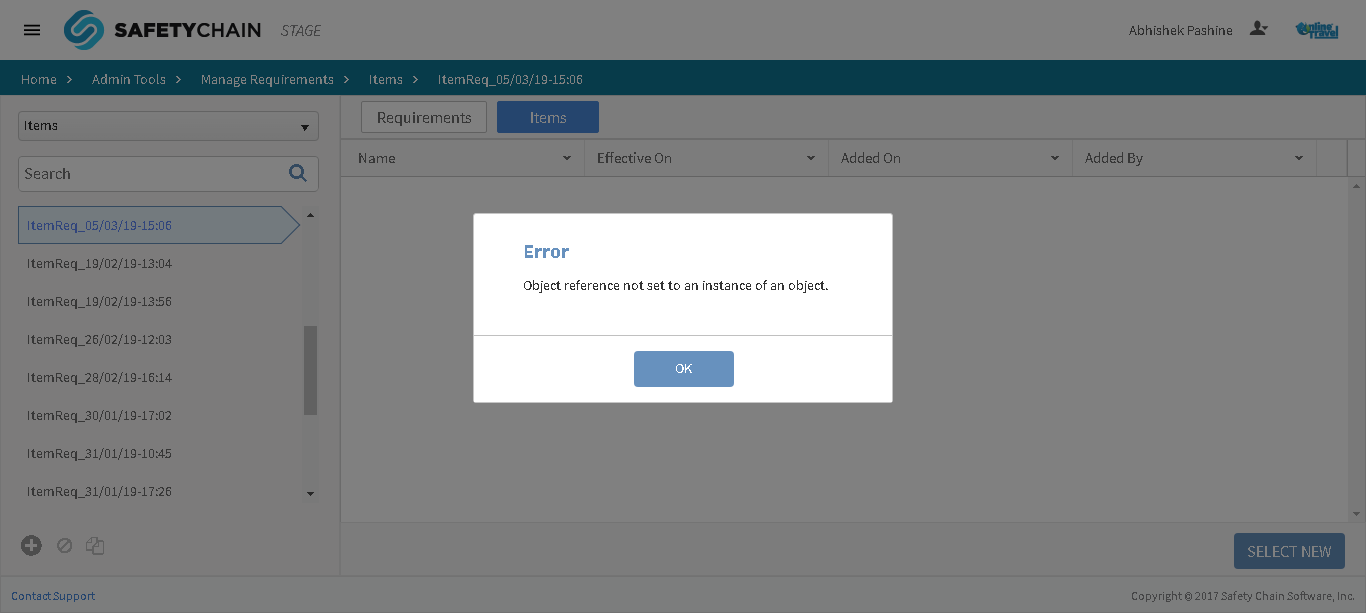 SAFETYCHAIN STAGE
Abhishek Pashine
Online Travel
Home > Admin Tools > Manage Requirements > Items > ItemReq_05/03/19-15:06
Items
Requirements Items
Search
Name Effective On Added On Added By
ItemReq_05/03/19-15:06
ItemReq_19/02/19-13:04
ItemReq_19/02/19-13:56
ItemReq_26/02/19-12:03
ItemReq_28/02/19-16:14
ItemReq_30/01/19-17:02
ItemReq_31/01/19-10:45
ItemReq_31/01/19-17:26
Error
Object reference not set to an instance of an object.
OK
SELECT NEW
Contact Support
Copyright © 2017 Safety Chain Software, Inc.